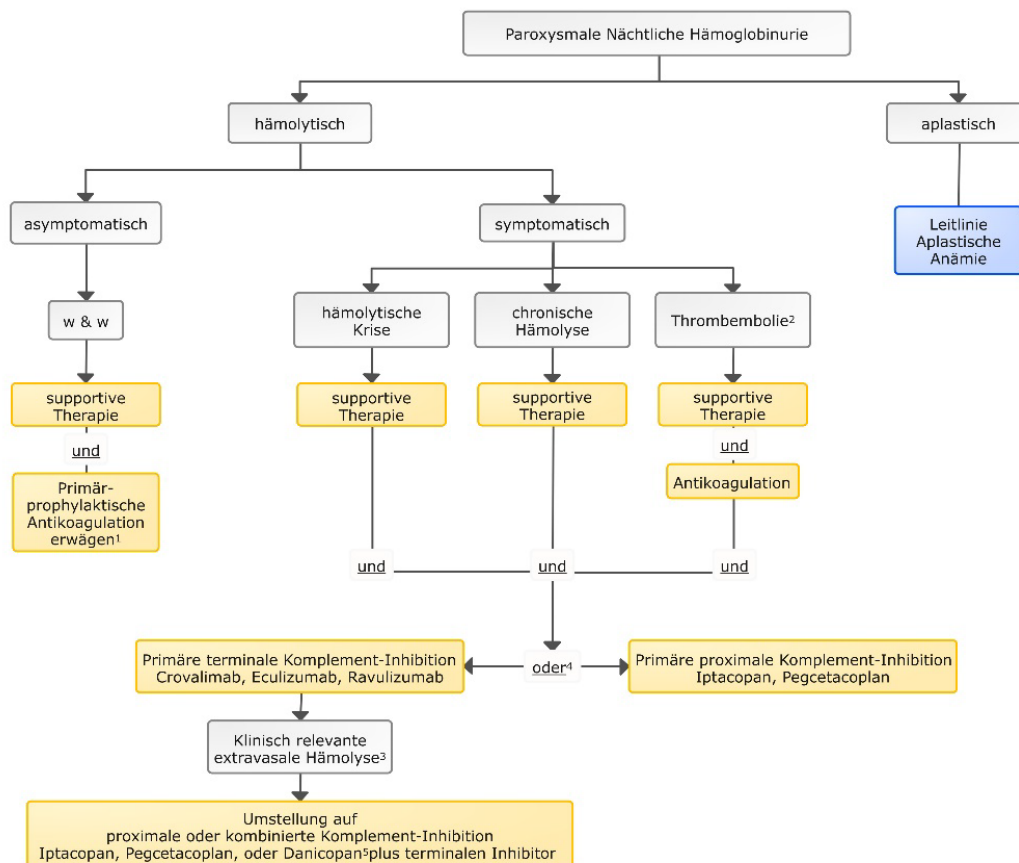 Paroxysmale Nächtliche Hämoglobinurie
hämolytisch
aplastisch
asymptomatisch
symptomatisch
Leitlinie
Aplastische
Anämie
w & w
hämolytische
Krise
chronische
Hämolyse
Thrombembolie²
supportive
Therapie
supportive
Therapie
supportive
Therapie
supportive
Therapie
und
und
Primär-
prophylaktische
Antikoagulation
erwägen¹
Antikoagulation
und
und
und
Primäre terminale Komplement-Inhibition
Crovalimab, Eculizumab, Ravulizumab
oder⁴
Primäre proximale Komplement-Inhibition
Iptacopan, Pegcetacoplan
Klinisch relevante
extravasale Hämolyse³
Umstellung auf
proximale oder kombinierte Komplement-Inhibition
Iptacopan, Pegcetacoplan, oder Danicopan⁵plus terminalen Inhibitor